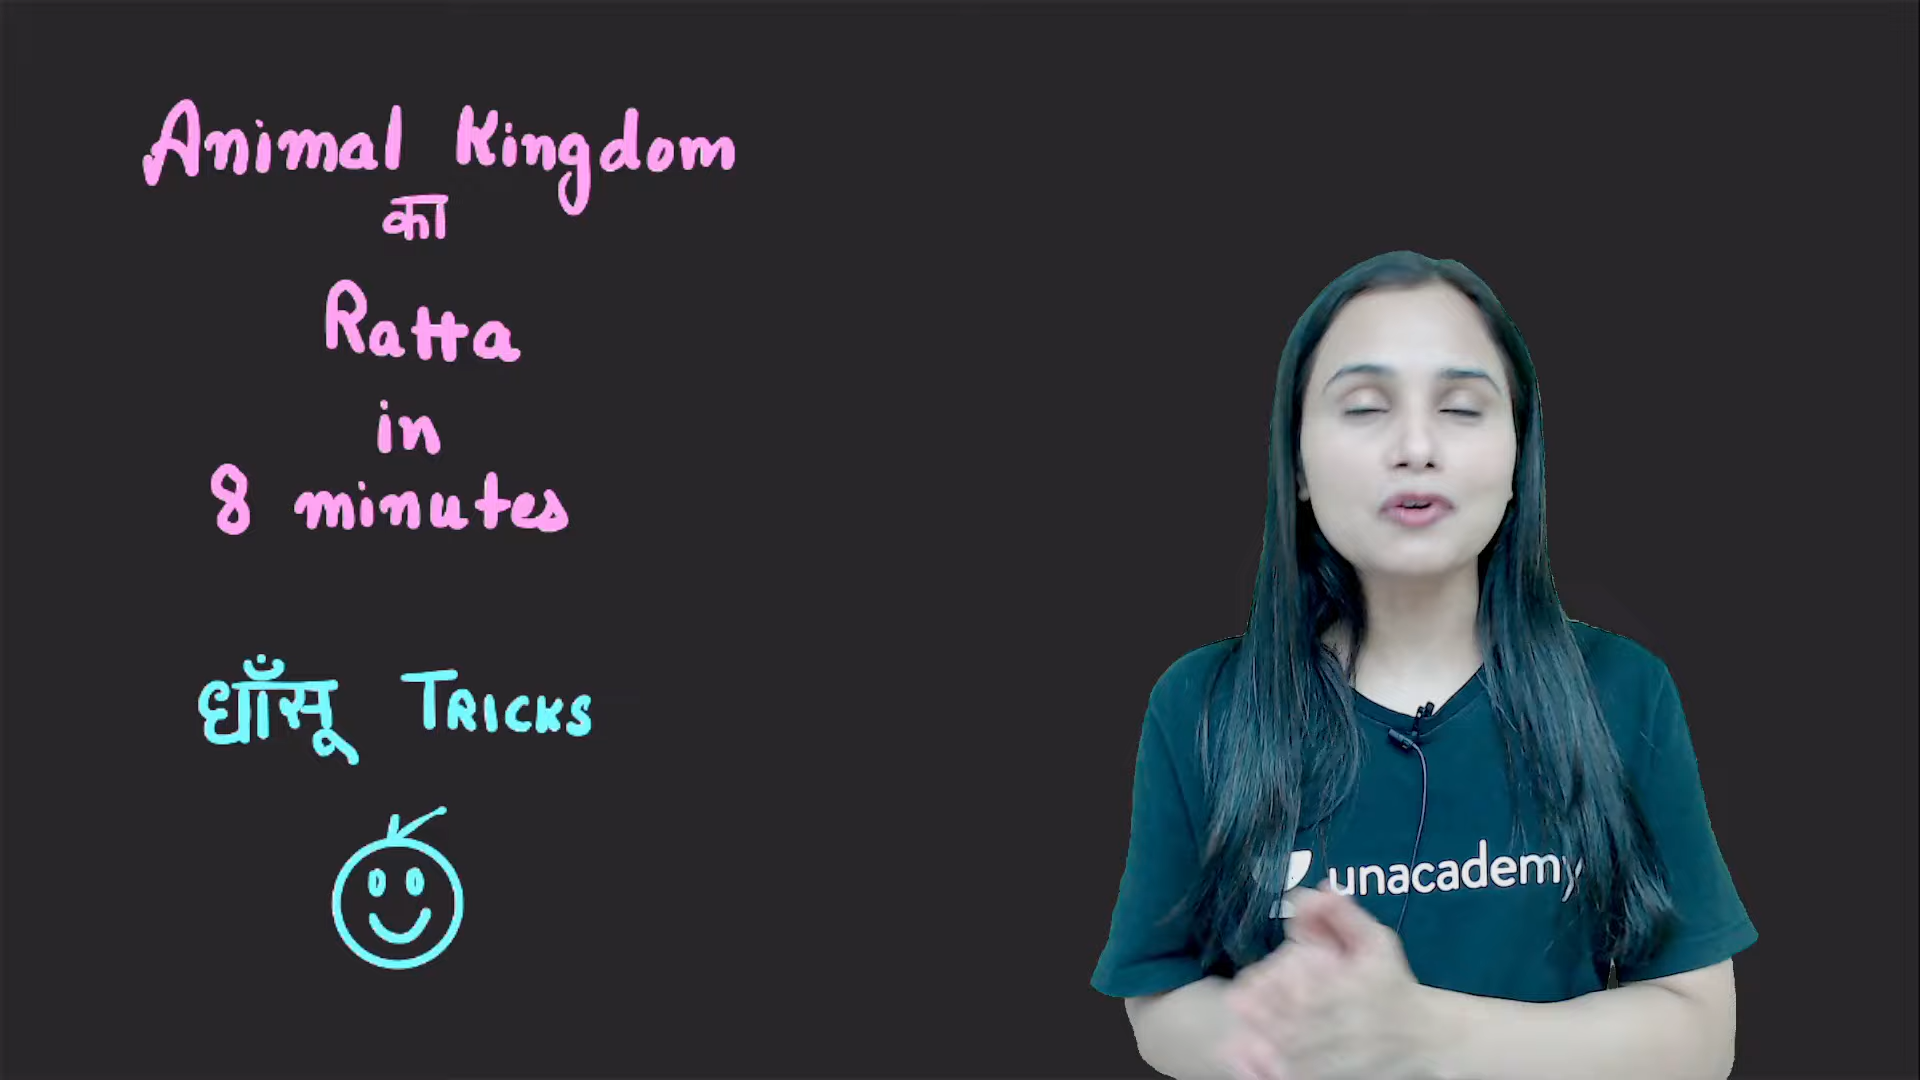 Animal Kingdom
का
Ratta
in
8 minutes
धाँसू TRICKS
unacademy